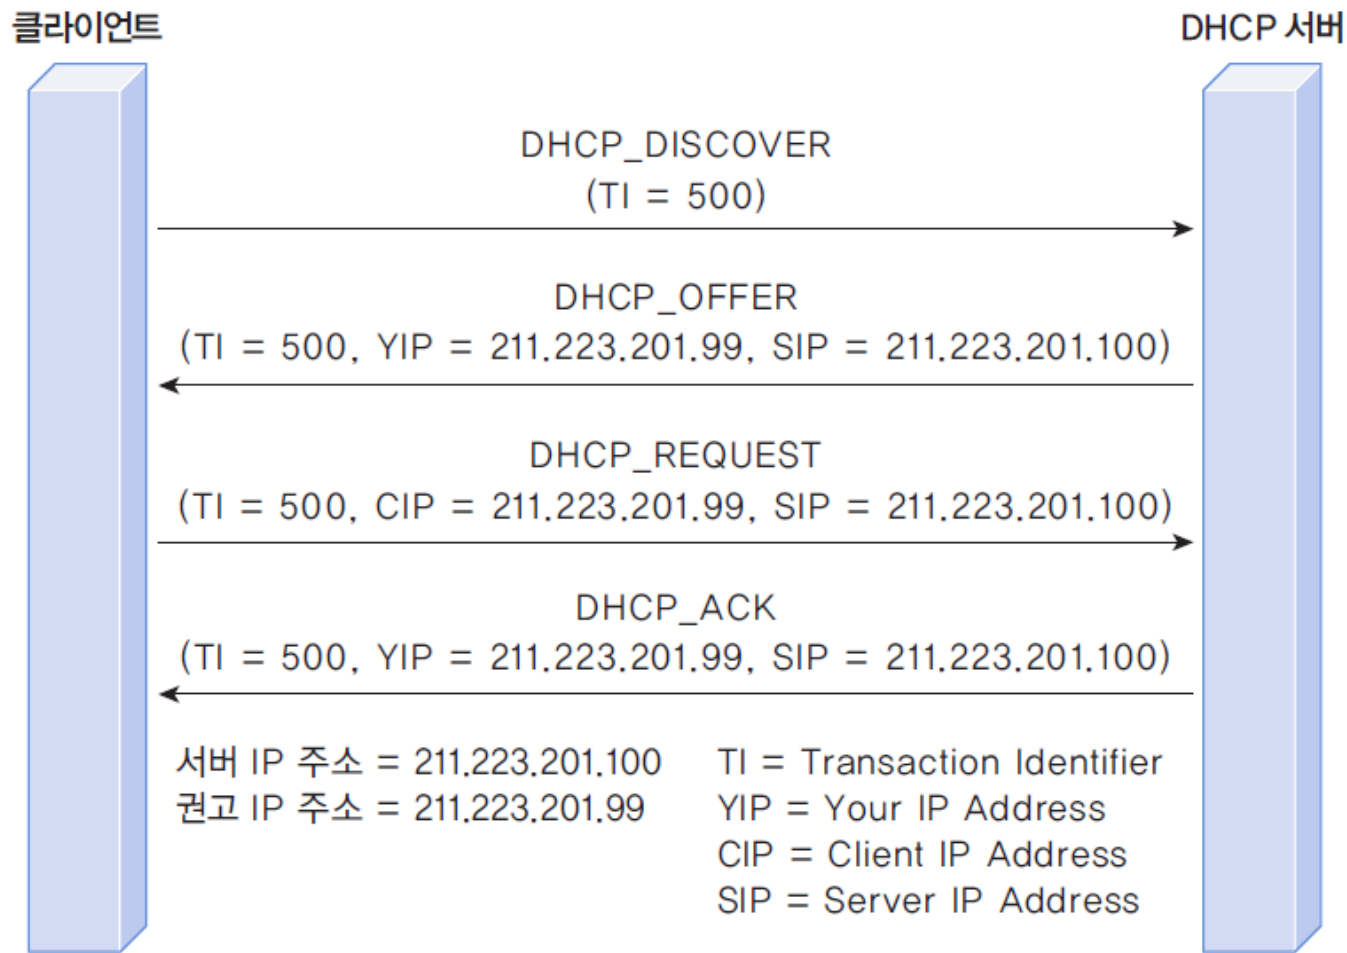 클라이언트
DHCP 서버
DHCP_DISCOVER
(TI = 500)
DHCP_OFFER
(TI = 500, YIP = 211.223.201.99, SIP = 211.223.201.100)
DHCP_REQUEST
(TI = 500, CIP = 211.223.201.99, SIP = 211.223.201.100)
DHCP_ACK
(TI = 500, YIP = 211.223.201.99, SIP = 211.223.201.100)
서버 IP 주소 = 211.223.201.100
권고 IP 주소 = 211.223.201.99
TI = Transaction Identifier
YIP = Your IP Address
CIP = Client IP Address
SIP = Server IP Address